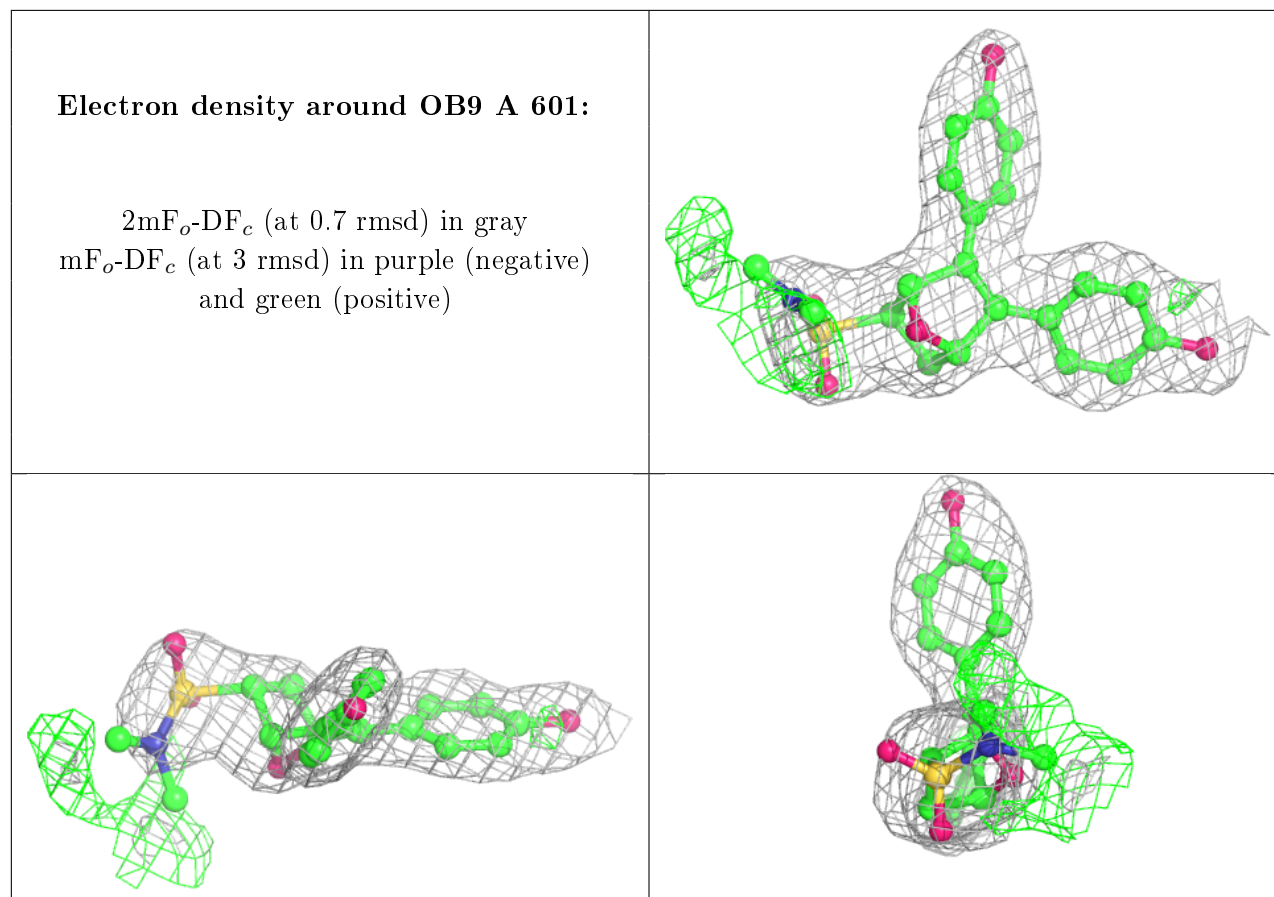 Electron density around OB9 A 601:
2mFo-DFc (at 0.7 rmsd) in gray
mFo-DFc (at 3 rmsd) in purple (negative)
and green (positive)